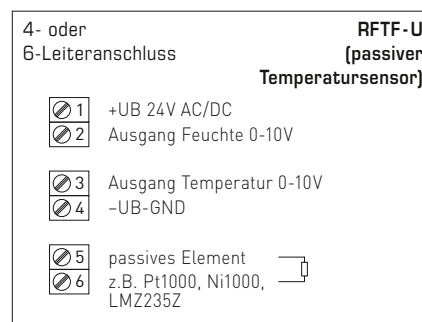 4- oder
6-Leiteranschluss
RFTF-U
(passiver
Temperatursensor)
1 +UB 24V AC/DC
2 Ausgang Feuchte 0-10V
3 Ausgang Temperatur 0-10V
4 –UB-GND
5 passives Element
6 z.B. Pt1000, Ni1000,
LMZ235Z